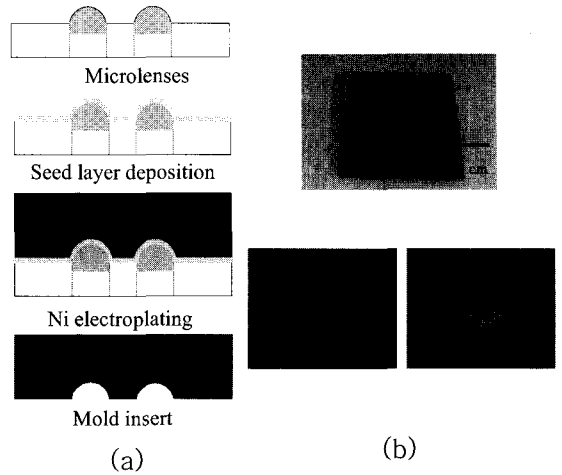 Microlenses
Seed layer deposition
Ni electroplating
Mold insert
(a)
cm
(b)